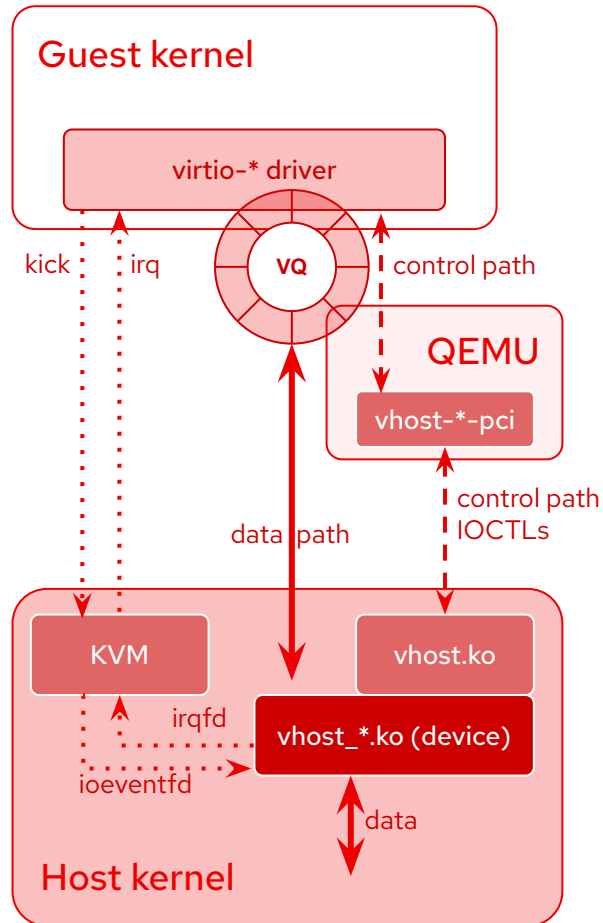 Guest kernel
virtio-* driver
kick
irq
VQ
control path
QEMU
vhost-*-pci
control path
IOCTLs
data path
KVM
vhost.ko
irqfd
vhost_*.ko (device)
ioeventfd
data
Host kernel